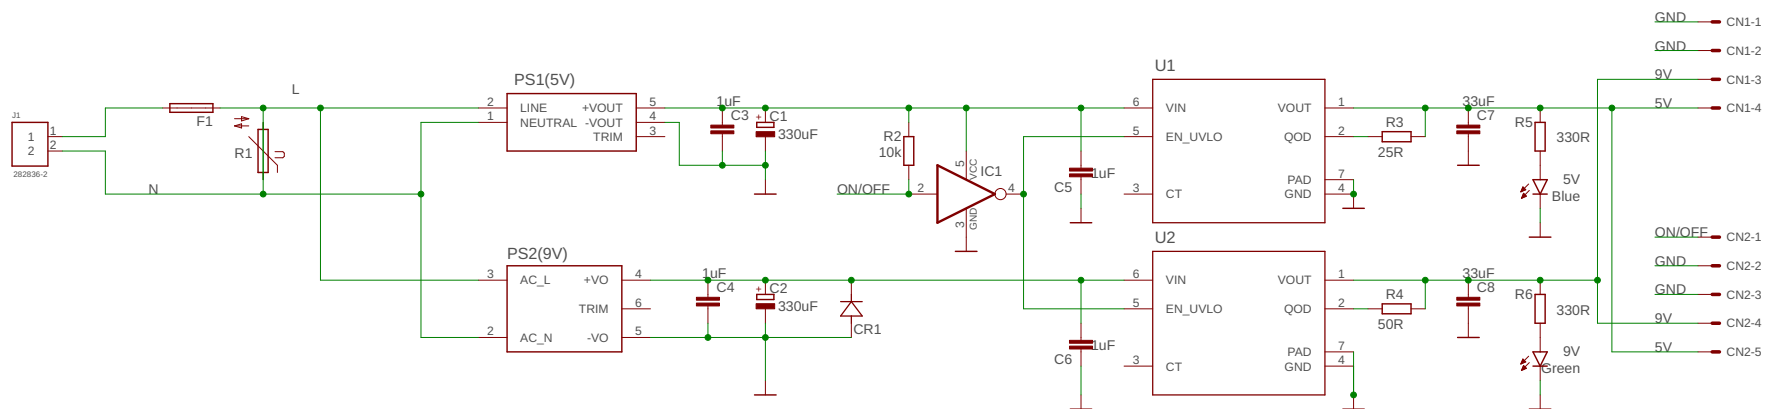 J1
1
2
1
2
282836-2
F1
R1
U
L
N
PS1(5V)
2
1
LINE
NEUTRAL
+VOUT
-VOUT
TRIM
5
4
3
1uF
C3
+
C1
330uF
R2
10k
ON/OFF
2
5
VCC
IC1
4
3
GND
C5
1uF
U1
6
5
3
VIN
EN_UVLO
CT
VOUT
QOD
PAD
GND
1
2
7
4
R3
25R
33uF
C7
R5
330R
5V
Blue
PS2(9V)
3
2
AC_L
AC_N
+VO
TRIM
-VO
4
6
5
1uF
C4
+
C2
330uF
CR1
C6
1uF
U2
6
5
3
VIN
EN_UVLO
CT
VOUT
QOD
PAD
GND
1
2
7
4
R4
50R
33uF
C8
R6
330R
9V
Green
GND CN1-1
GND CN1-2
9V CN1-3
5V CN1-4
ON/OFF CN2-1
GND CN2-2
GND CN2-3
9V CN2-4
5V CN2-5